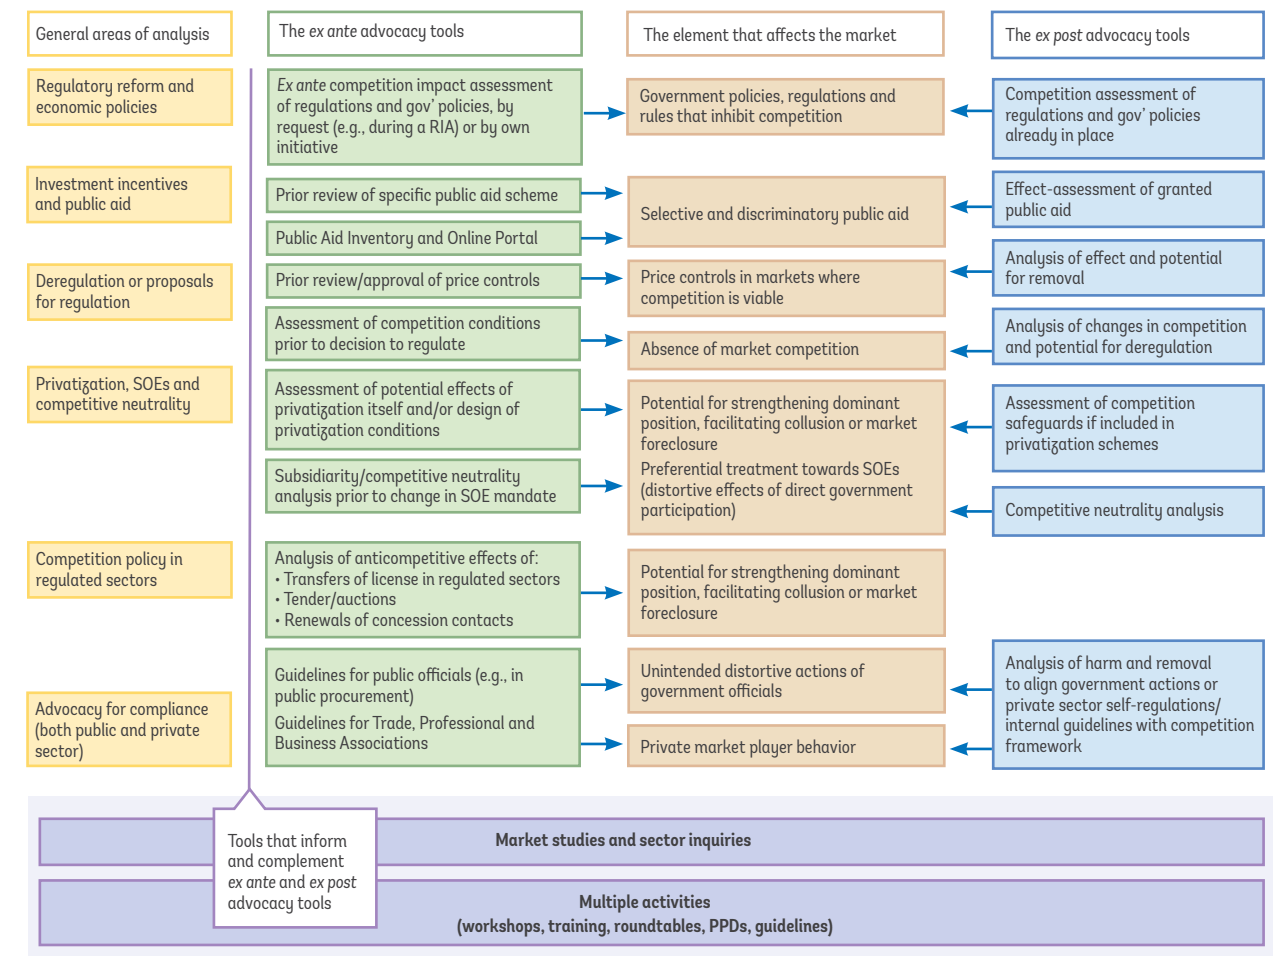 General areas of analysis
The ex ante advocacy tools
The element that affects the market
The ex post advocacy tools
Regulatory reform and
economic policies
Ex ante competition impact assessment
of regulations and gov’ policies, by
request (e.g., during a RIA) or by own
initiative
Government policies, regulations and
rules that inhibit competition
Competition assessment of
regulations and gov’ policies
already in place
Investment incentives
and public aid
Prior review of specific public aid scheme
Public Aid Inventory and Online Portal
Selective and discriminatory public aid
Effect-assessment of granted
public aid
Deregulation or proposals
for regulation
Prior review/approval of price controls
Price controls in markets where
competition is viable
Analysis of effect and potential
for removal
Assessment of competition conditions
prior to decision to regulate
Absence of market competition
Analysis of changes in competition
and potential for deregulation
Privatization, SOEs and
competitive neutrality
Assessment of potential effects of
privatization itself and/or design of
privatization conditions
Subsidiarity/competitive neutrality
analysis prior to change in SOE mandate
Potential for strengthening dominant
position, facilitating collusion or market
foreclosure
Preferential treatment towards SOEs
(distortive effects of direct government
participation)
Assessment of competition
safeguards if included in
privatization schemes
Competitive neutrality analysis
Competition policy in
regulated sectors
Analysis of anticompetitive effects of:
• Transfers of license in regulated sectors
• Tender/auctions
• Renewals of concession contacts
Potential for strengthening dominant
position, facilitating collusion or market
foreclosure
Advocacy for compliance
(both public and private
sector)
Guidelines for public officials (e.g., in
public procurement)
Guidelines for Trade, Professional and
Business Associations
Unintended distortive actions of
government officials
Private market player behavior
Analysis of harm and removal
to align government actions or
private sector self-regulations/
internal guidelines with competition
framework
Tools that inform
and complement
ex ante and ex post
advocacy tools
Market studies and sector inquiries
Multiple activities
(workshops, training, roundtables, PPDs, guidelines)